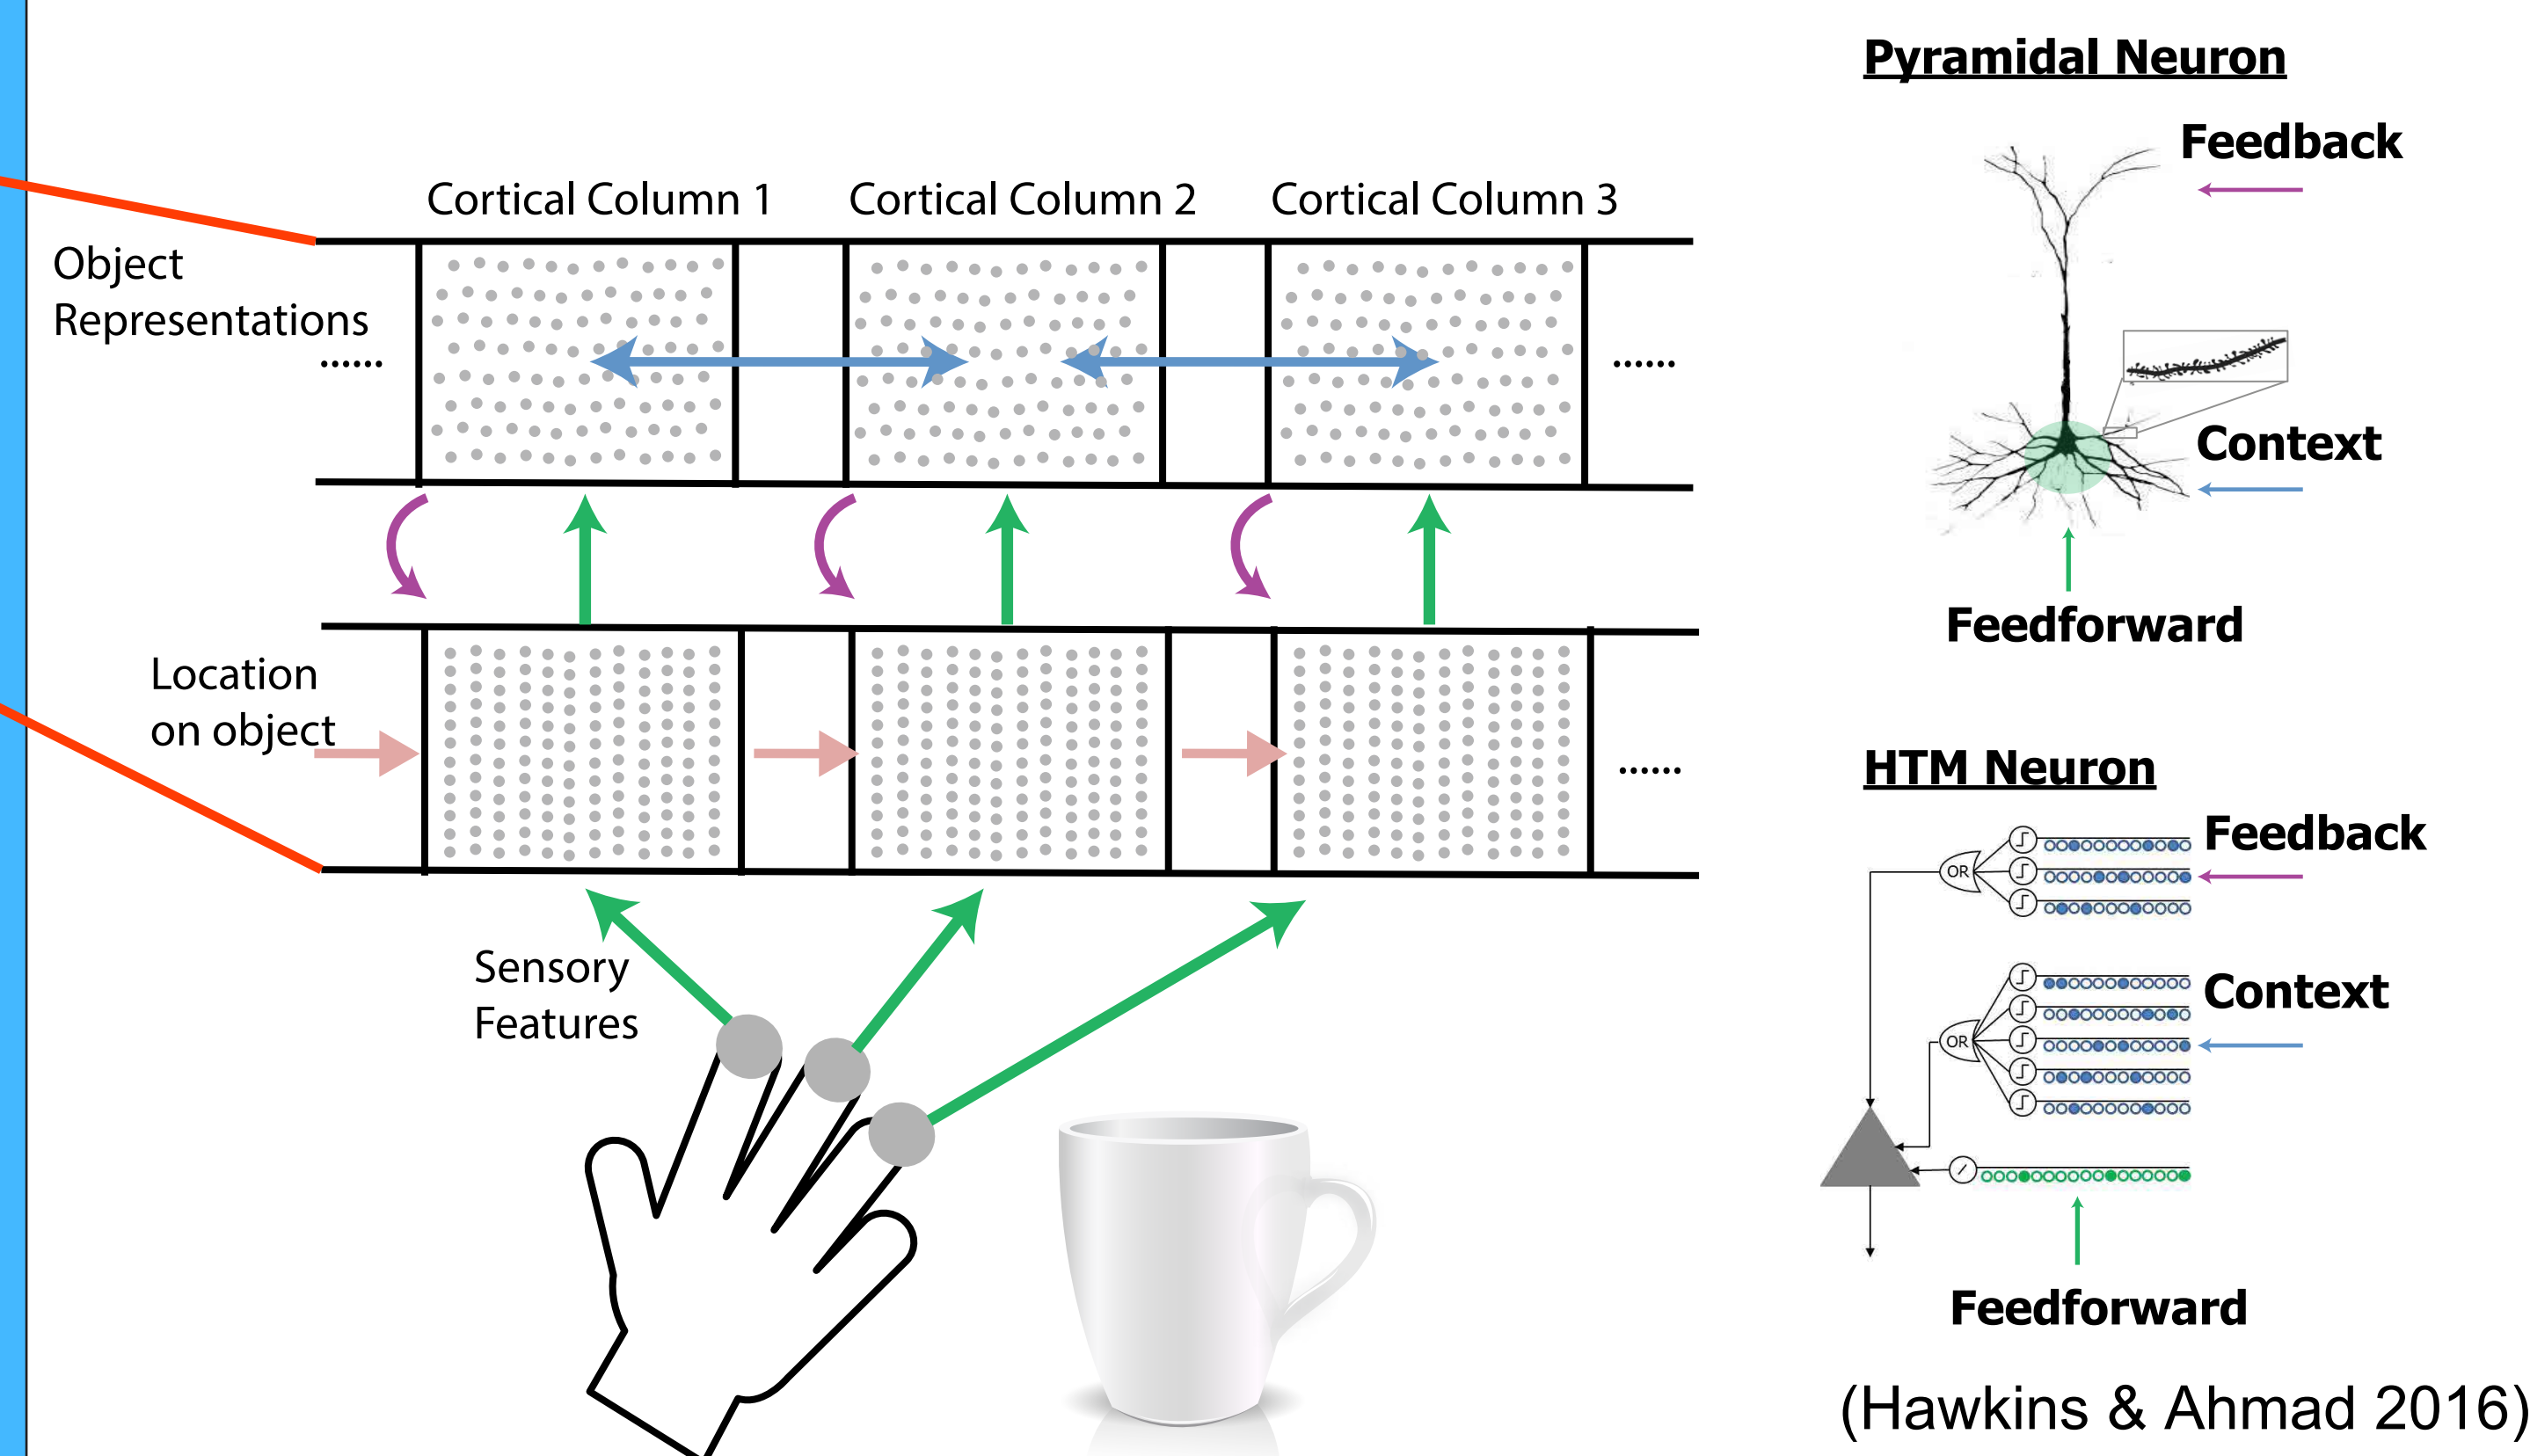 Cortical Column 1
Cortical Column 2
Cortical Column 3
Object
Representations
......
......
Location
on object
......
Sensory
Features
Pyramidal Neuron
Feedback
Context
Feedforward
HTM Neuron
Feedback
OR
Context
OR
Feedforward
(Hawkins & Ahmad 2016)